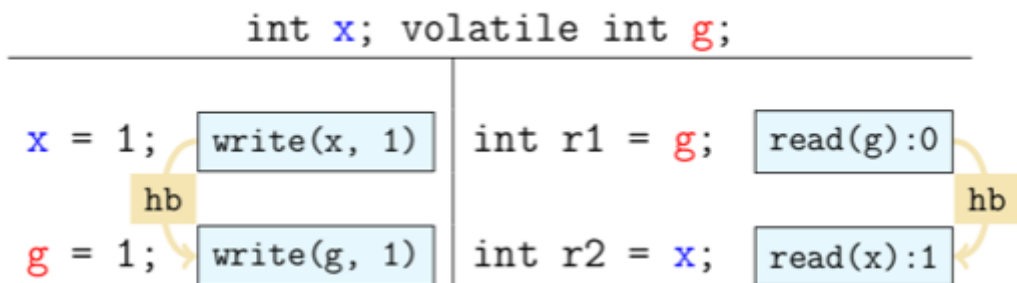 int x; volatile int g;
x = 1; write(x, 1) int r1 = g; read(g):0
hb hb
g = 1; write(g, 1) int r2 = x; read(x):1